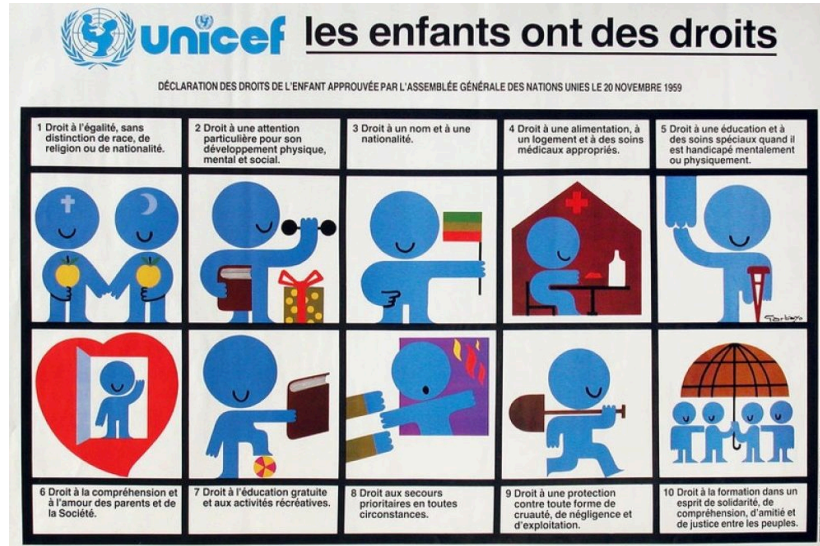 unicef les enfants ont des droits
DÉCLARATION DES DROITS DE L'ENFANT APPROUVÉE PAR L'ASSEMBLÉE GÉNÉRALE DES NATIONS UNIES LE 20 NOVEMBRE 1959
1 Droit à l'égalité, sans
distinction de race, de
religion ou de nationalité.
2 Droit à une attention
particulière pour son
développement physique,
mental et social.
3 Droit à un nom et à une
nationalité.
4 Droit à une alimentation, à
un logement et à des soins
médicaux appropriés.
5 Droit à une éducation et à
des soins spéciaux quand il
est handicapé mentalement
ou physiquement.
6 Droit à la compréhension et
à l'amour des parents et de
la Société.
7 Droit à l'éducation gratuite
et aux activités récréatives.
8 Droit aux secours
prioritaires en toutes
circonstances.
9 Droit à une protection
contre toute forme de
cruauté, de négligence et
d'exploitation.
10 Droit à la formation dans un
esprit de solidarité, de
compréhension, d'amitié et
de justice entre les peuples.